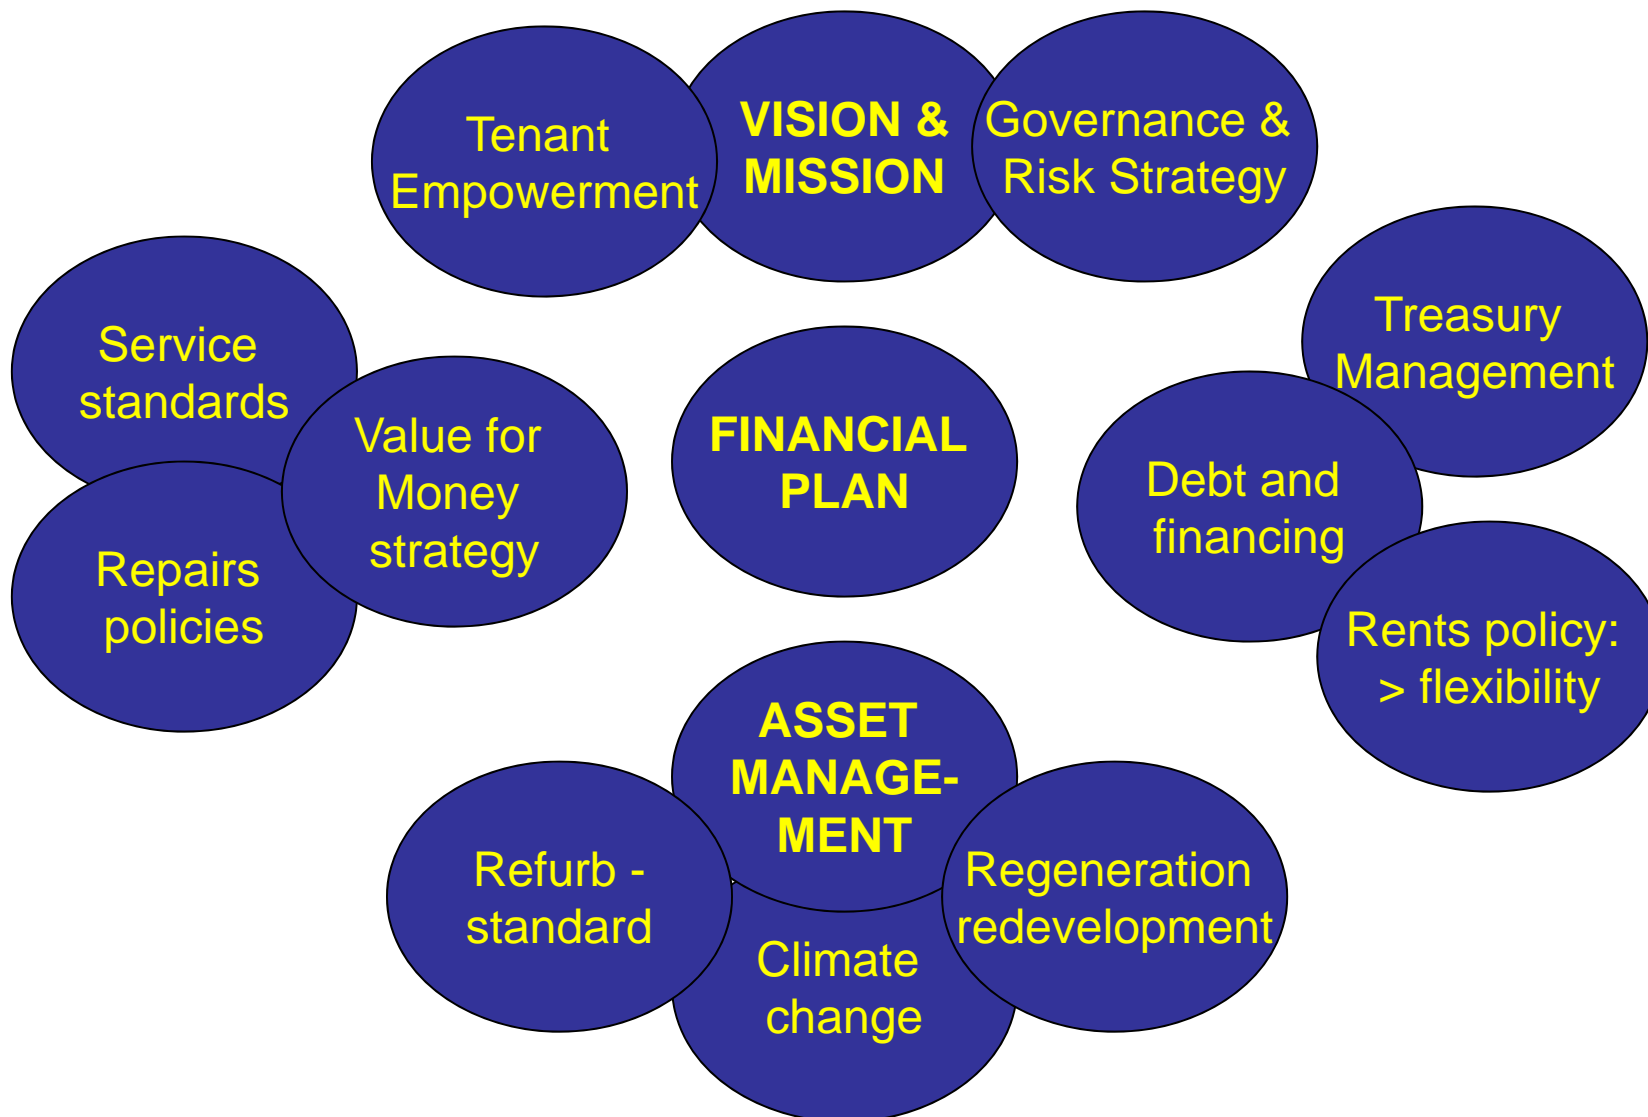 Tenant
Empowerment
VISION &
MISSION
Governance &
Risk Strategy
Service
standards
Value for
Money
strategy
Repairs
policies
FINANCIAL
PLAN
Treasury
Management
Debt and
financing
Rents policy:
> flexibility
ASSET
MANAGE-
MENT
Refurb -
standard
Climate
change
Regeneration
redevelopment